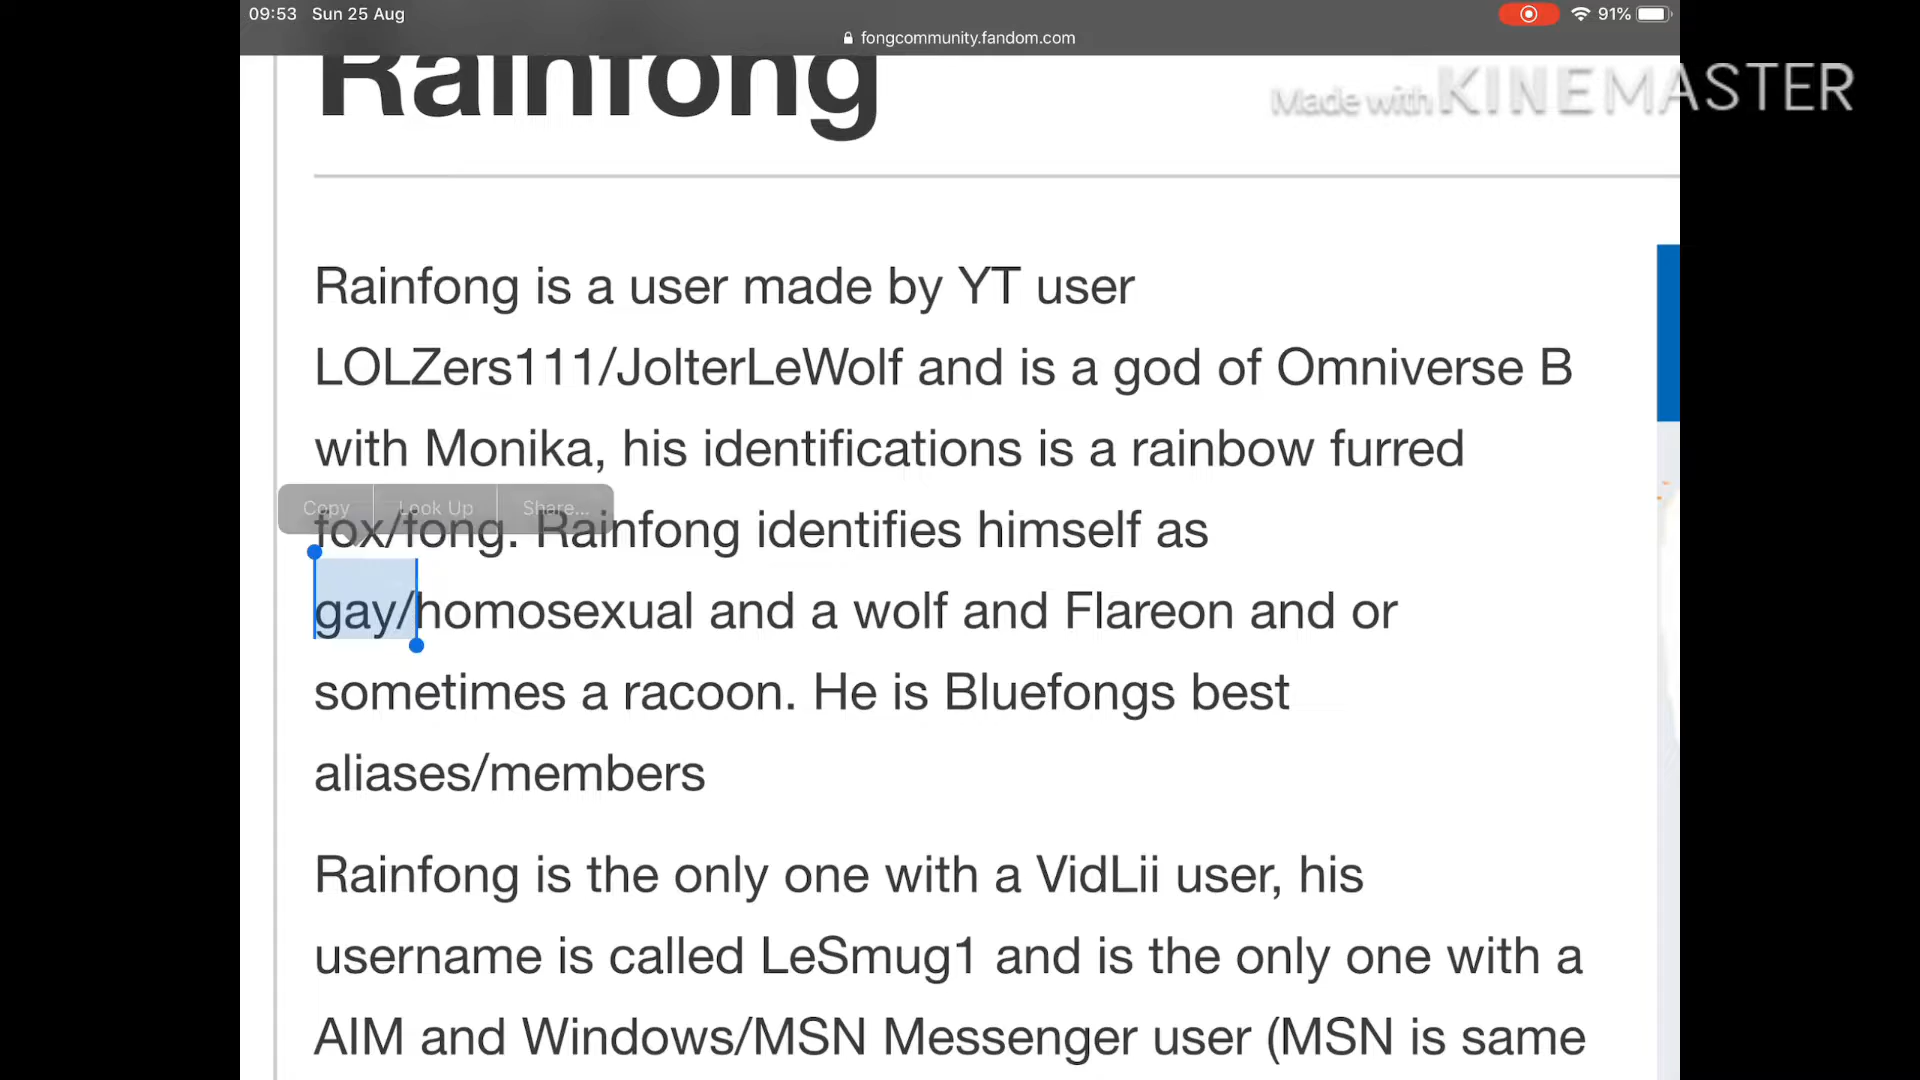 09:53 Sun 25 Aug
91%
fongcommunity.fandom.com
Rainfong
Made with KINEMASTER
Rainfong is a user made by YT user
LOLZers111/JolterLeWolf and is a god of Omniverse B
with Monika, his identifications is a rainbow furred
Copy Look Up Share...
fox/fong. Rainfong identifies himself as
gay/homosexual and a wolf and Flareon and or
sometimes a racoon. He is Bluefongs best
aliases/members
Rainfong is the only one with a VidLii user, his
username is called LeSmug1 and is the only one with a
AIM and Windows/MSN Messenger user (MSN is same